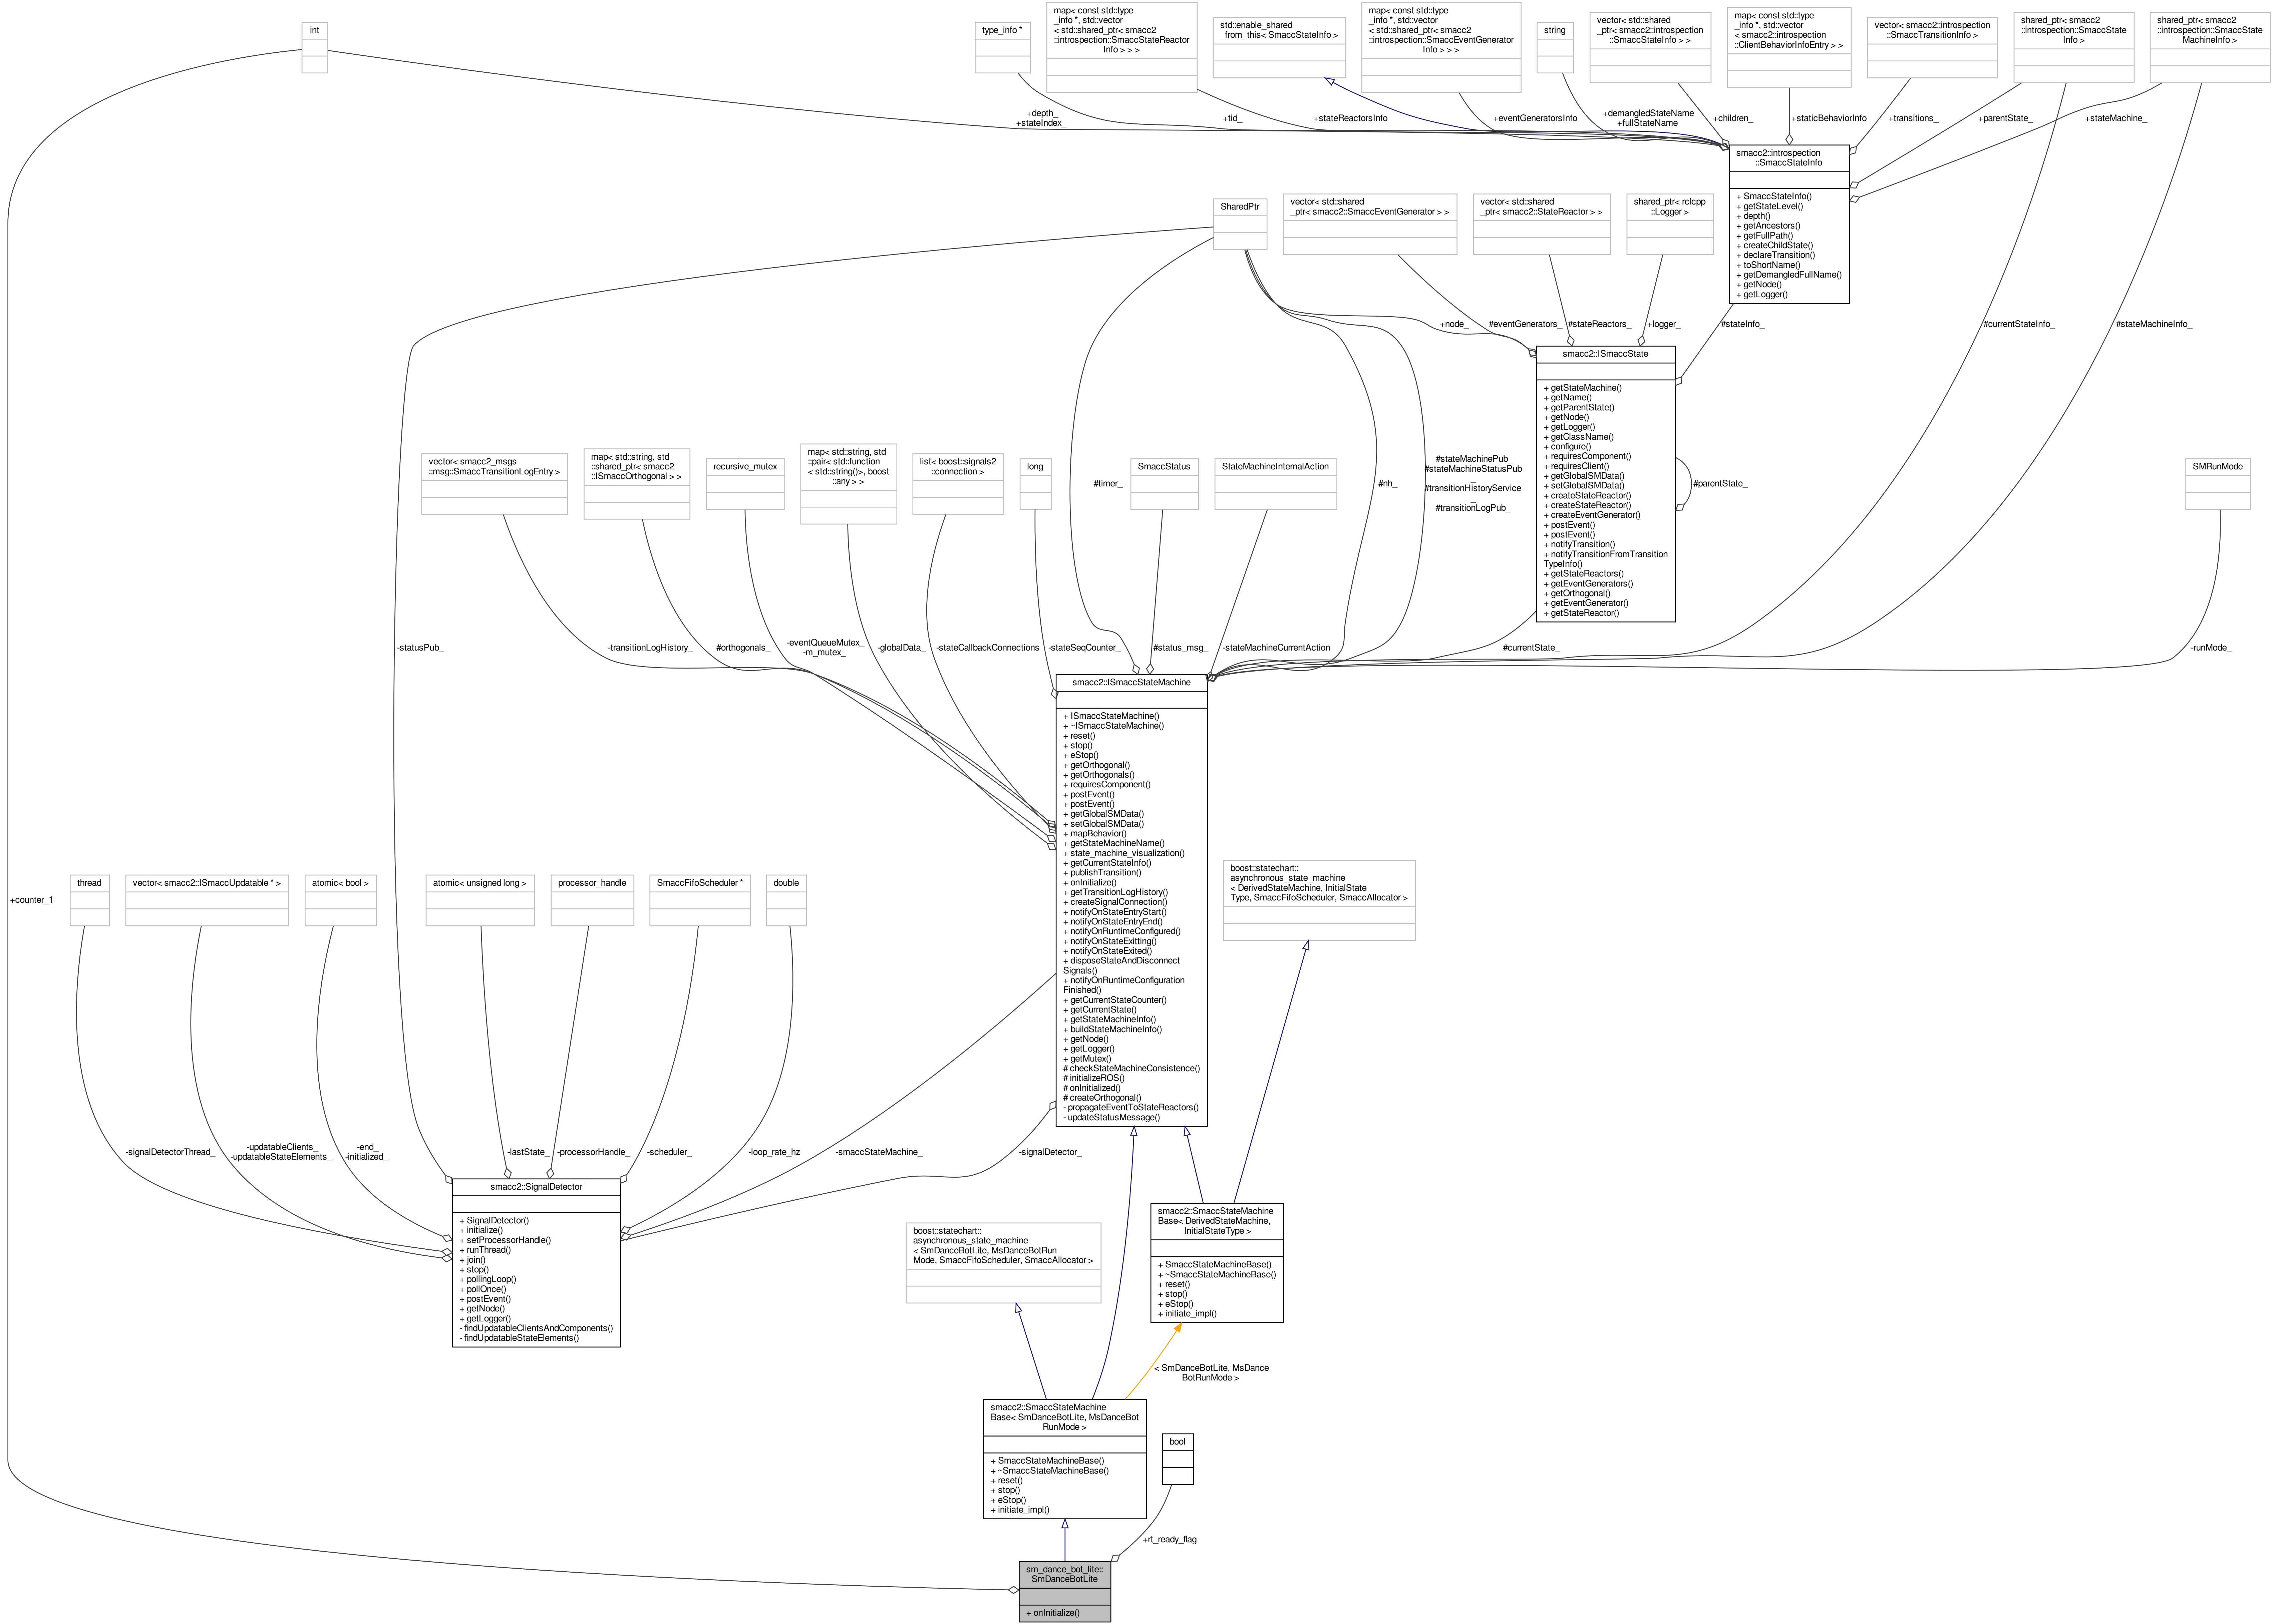 int
type_info *
map< const std::type
_info *, std::vector
< std::shared_ptr< smacc2
::introspection::SmaccStateReactor
Info > > >
std::enable_shared
_from_this< SmaccStateInfo >
map< const std::type
_info *, std::vector
< std::shared_ptr< smacc2
::introspection::SmaccEventGenerator
Info > > >
string
vector< std::shared
_ptr< smacc2::introspection
::SmaccStateInfo > >
map< const std::type
_info *, std::vector
< smacc2::introspection
::ClientBehaviorInfoEntry > >
vector< smacc2::introspection
::SmaccTransitionInfo >
shared_ptr< smacc2
::introspection::SmaccState
Info >
shared_ptr< smacc2
::introspection::SmaccState
MachineInfo >
+depth_
+stateIndex_
+tid_
+stateReactorsInfo
+eventGeneratorsInfo
+demangledStateName
+fullStateName
+children_
+staticBehaviorInfo
+transitions_
+parentState_
+stateMachine_
smacc2::introspection
::SmaccStateInfo
+ SmaccStateInfo()
+ getStateLevel()
+ depth()
+ getAncestors()
+ getFullPath()
+ createChildState()
+ declareTransition()
+ toShortName()
+ getDemangledFullName()
+ getNode()
+ getLogger()
SharedPtr
vector< std::shared
_ptr< smacc2::SmaccEventGenerator > >
vector< std::shared
_ptr< smacc2::StateReactor > >
shared_ptr< rclcpp
::Logger >
+node_
#eventGenerators_
#stateReactors_
+logger_
#stateInfo_
#currentStateInfo_
#stateMachineInfo_
smacc2::ISmaccState
+ getStateMachine()
+ getName()
+ getParentState()
+ getNode()
+ getLogger()
+ getClassName()
+ configure()
+ requiresComponent()
+ requiresClient()
+ getGlobalSMData()
+ setGlobalSMData()
+ createStateReactor()
+ createStateReactor()
+ createEventGenerator()
+ postEvent()
+ postEvent()
+ notifyTransition()
+ notifyTransitionFromTransition
TypeInfo()
+ getStateReactors()
+ getEventGenerators()
+ getOrthogonal()
+ getEventGenerator()
+ getStateReactor()
#parentState_
vector< smacc2_msgs
::msg::SmaccTransitionLogEntry >
map< std::string, std
::shared_ptr< smacc2
::ISmaccOrthogonal > >
recursive_mutex
map< std::string, std
::pair< std::function
< std::string()>, boost
::any > >
list< boost::signals2
::connection >
long
#timer_
SmaccStatus
StateMachineInternalAction
#nh_
#stateMachinePub_
#stateMachineStatusPub
_
#transitionHistoryService
_
#transitionLogPub_
SMRunMode
-statusPub_
-transitionLogHistory_
#orthogonals_
-eventQueueMutex_
-m_mutex_
-globalData_
-stateCallbackConnections
-stateSeqCounter_
#status_msg_
-stateMachineCurrentAction
#currentState_
-runMode_
smacc2::ISmaccStateMachine
+ ISmaccStateMachine()
+ ~ISmaccStateMachine()
+ reset()
+ stop()
+ eStop()
+ getOrthogonal()
+ getOrthogonals()
+ requiresComponent()
+ postEvent()
+ postEvent()
+ getGlobalSMData()
+ setGlobalSMData()
+ mapBehavior()
+ getStateMachineName()
+ state_machine_visualization()
+ getCurrentStateInfo()
+ publishTransition()
+ onInitialize()
+ getTransitionLogHistory()
+ createSignalConnection()
+ notifyOnStateEntryStart()
+ notifyOnStateEntryEnd()
+ notifyOnRuntimeConfigured()
+ notifyOnStateExitting()
+ notifyOnStateExited()
+ disposeStateAndDisconnect
Signals()
+ notifyOnRuntimeConfiguration
Finished()
+ getCurrentStateCounter()
+ getCurrentState()
+ getStateMachineInfo()
+ buildStateMachineInfo()
+ getNode()
+ getLogger()
+ getMutex()
# checkStateMachineConsistence()
# initializeROS()
# onInitialized()
# createOrthogonal()
- propagateEventToStateReactors()
- updateStatusMessage()
+counter_1
thread
vector< smacc2::ISmaccUpdatable * >
atomic< bool >
atomic< unsigned long >
processor_handle
SmaccFifoScheduler *
double
boost::statechart::
asynchronous_state_machine
< DerivedStateMachine, InitialState
Type, SmaccFifoScheduler, SmaccAllocator >
-signalDetectorThread_
-updatableClients_
-updatableStateElements_
-end_
-initialized_
-lastState_
-processorHandle_
-scheduler_
-loop_rate_hz
-smaccStateMachine_
-signalDetector_
smacc2::SignalDetector
+ SignalDetector()
+ initialize()
+ setProcessorHandle()
+ runThread()
+ join()
+ stop()
+ pollingLoop()
+ pollOnce()
+ postEvent()
+ getNode()
+ getLogger()
- findUpdatableClientsAndComponents()
- findUpdatableStateElements()
boost::statechart::
asynchronous_state_machine
< SmDanceBotLite, MsDanceBotRun
Mode, SmaccFifoScheduler, SmaccAllocator >
smacc2::SmaccStateMachine
Base< DerivedStateMachine,
InitialStateType >
+ SmaccStateMachineBase()
+ ~SmaccStateMachineBase()
+ reset()
+ stop()
+ eStop()
+ initiate_impl()
< SmDanceBotLite, MsDance
BotRunMode >
smacc2::SmaccStateMachine
Base< SmDanceBotLite, MsDanceBot
RunMode >
+ SmaccStateMachineBase()
+ ~SmaccStateMachineBase()
+ reset()
+ stop()
+ eStop()
+ initiate_impl()
bool
+rt_ready_flag
sm_dance_bot_lite::
SmDanceBotLite
+ onInitialize()